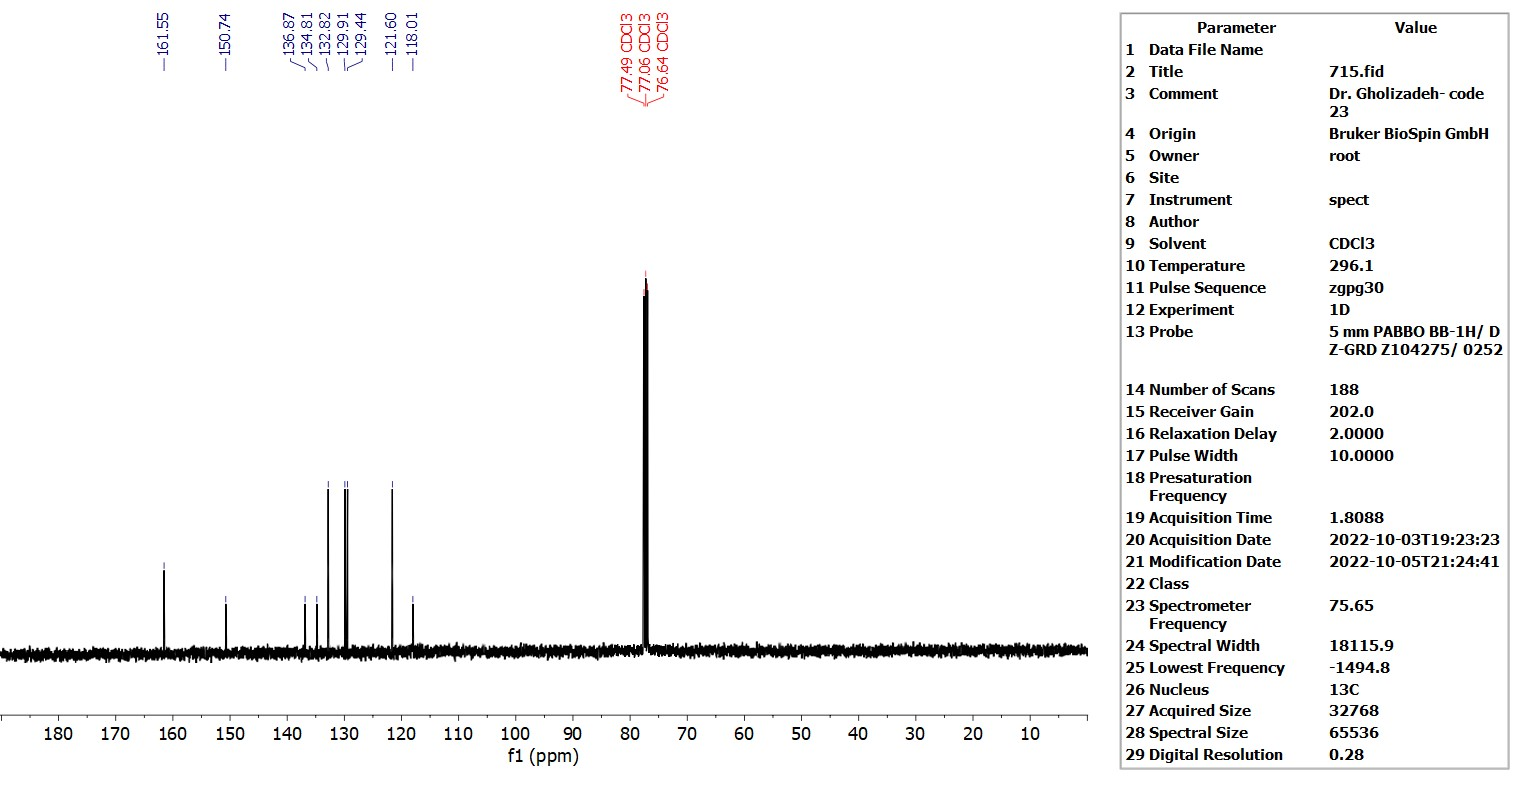 161.55
150.74
136.87
134.81
132.82
129.91
129.44
121.60
118.01
77.49 CDCl3
77.06 CDCl3
76.64 CDCl3
180 170 160 150 140 130 120 110 100 90 80 70 60 50 40 30 20 10
f1 (ppm)
Parameter Value
1 Data File Name
2 Title 715.fid
3 Comment Dr. Gholizadeh- code
23
4 Origin Bruker BioSpin GmbH
5 Owner root
6 Site
7 Instrument spect
8 Author
9 Solvent CDCl3
10 Temperature 296.1
11 Pulse Sequence zgpg30
12 Experiment 1D
13 Probe 5 mm PABBO BB-1H/ D
Z-GRD Z104275/ 0252
14 Number of Scans 188
15 Receiver Gain 202.0
16 Relaxation Delay 2.0000
17 Pulse Width 10.0000
18 Presaturation
Frequency
19 Acquisition Time 1.8088
20 Acquisition Date 2022-10-03T19:23:23
21 Modification Date 2022-10-05T21:24:41
22 Class
23 Spectrometer 75.65
Frequency
24 Spectral Width 18115.9
25 Lowest Frequency -1494.8
26 Nucleus 13C
27 Acquired Size 32768
28 Spectral Size 65536
29 Digital Resolution 0.28